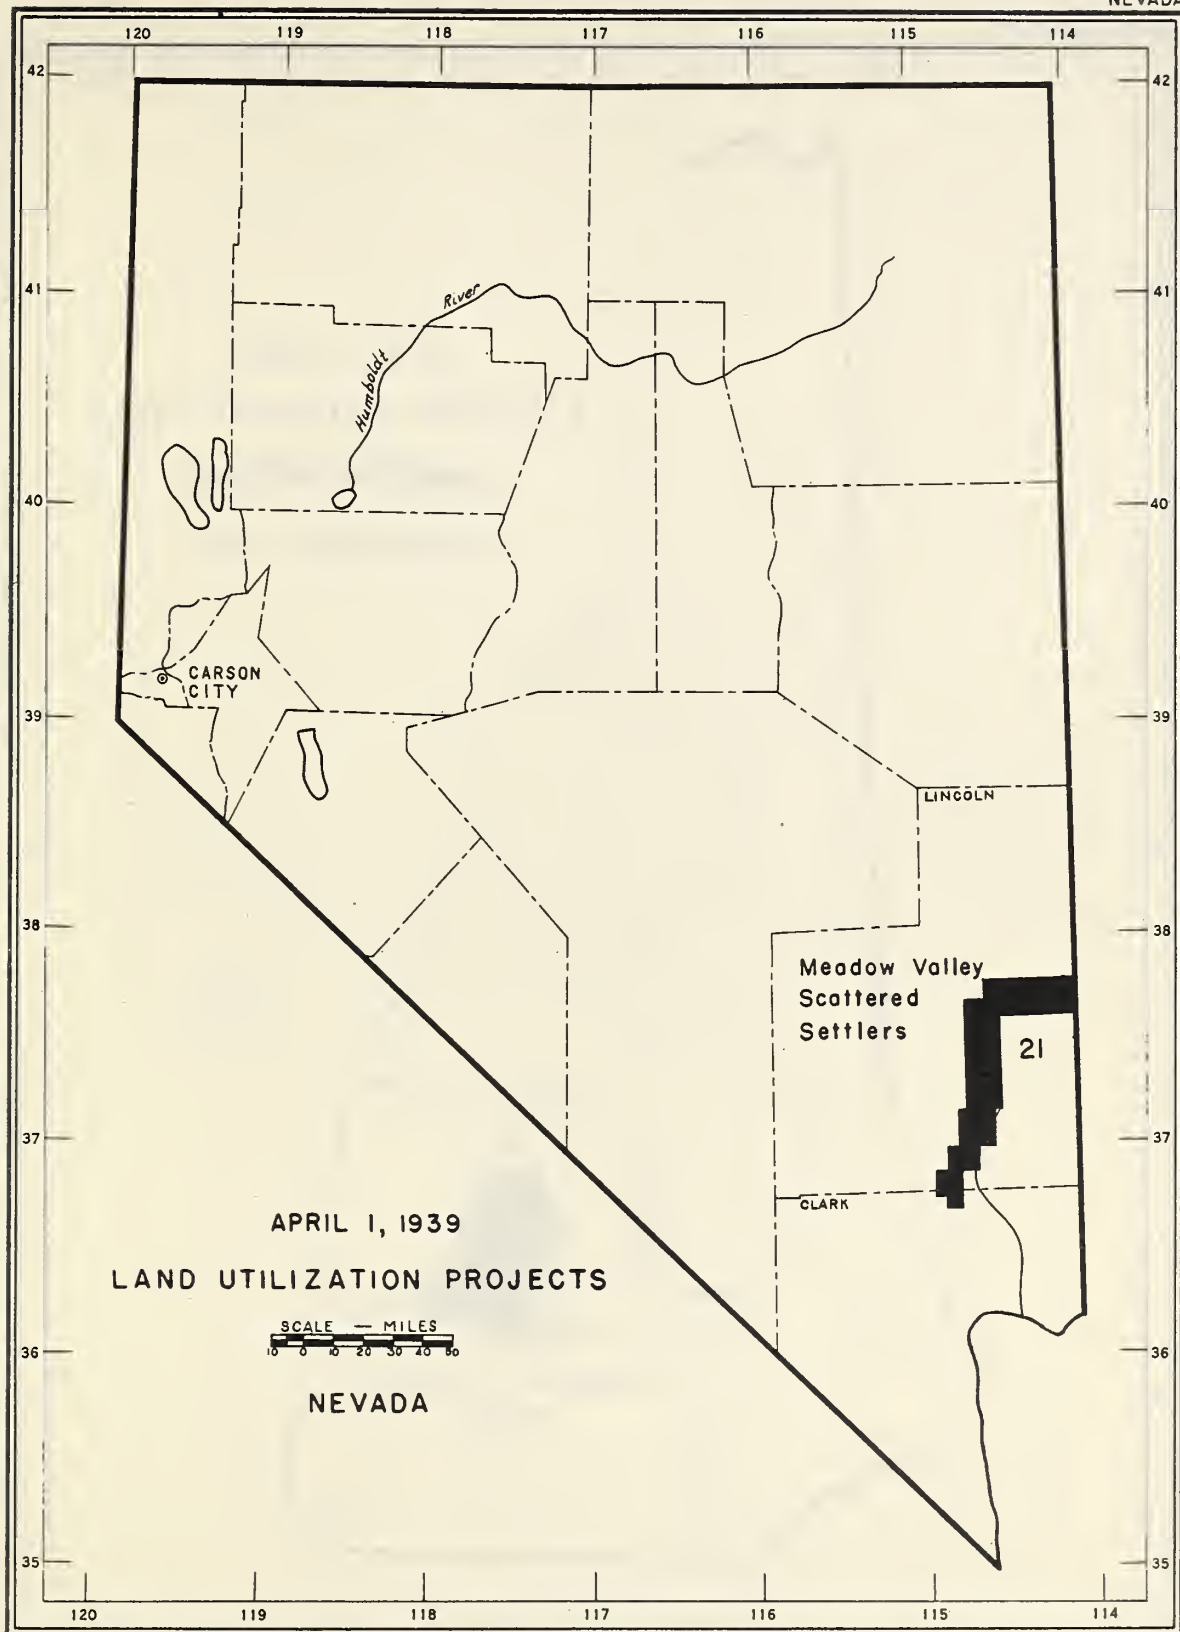 NEVADA
120 119 118 117 116 115 114
42 42
41 41
River
Humboldt
40 40
CARSON
CITY
39 39
LINCOLN
38 38
Meadow Valley
Scattered
Settlers
21
37 37
CLARK
APRIL 1, 1939
LAND UTILIZATION PROJECTS
SCALE — MILES
10 0 10 20 30 40 50
36 36
NEVADA
35 35
120 119 118 117 116 115 114